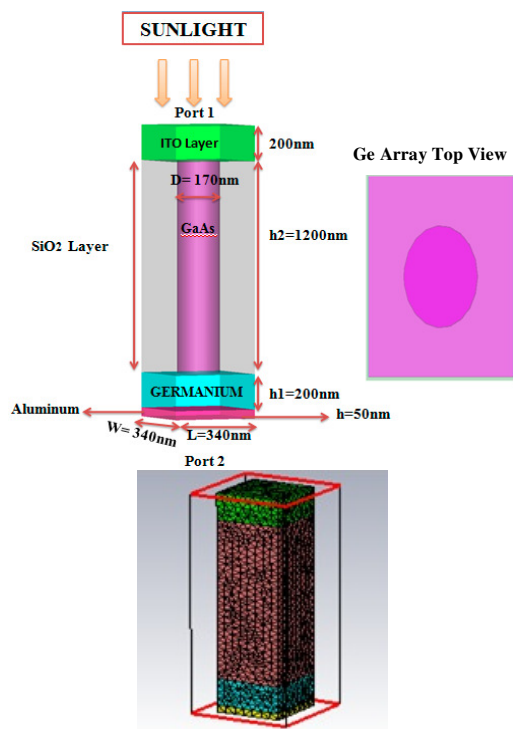 SUNLIGHT
Port 1
ITO Layer
200nm
Ge Array Top View
D= 170nm
GaAs
SiO2 Layer
h2=1200nm
GERMANIUM
h1=200nm
Aluminum
h=50nm
W= 340nm
L=340nm
Port 2